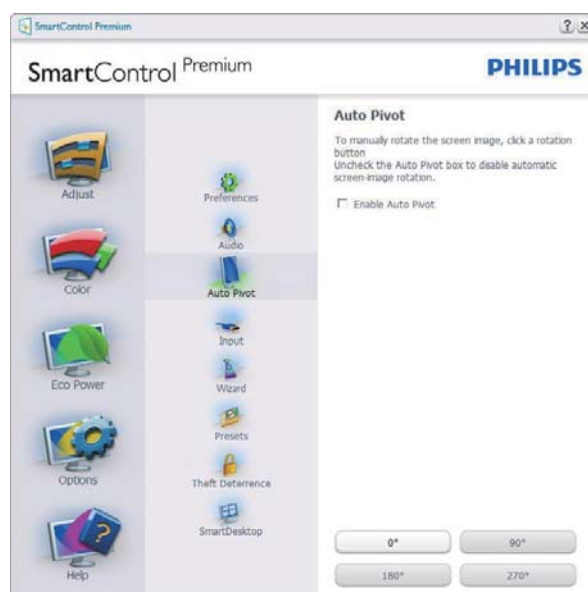 SmartControl Premium
? X
SmartControl Premium
PHILIPS
Adjust
Color
Eco Power
Options
Help
Preferences
Audio
Auto Pivot
Input
Wizard
Presets
Theft Deterrence
SmartDesktop
Auto Pivot
To manually rotate the screen image, click a rotation
button
Uncheck the Auto Pivot box to disable automatic
screen-image rotation.
Enable Auto Pivot
0°
90°
180°
270°